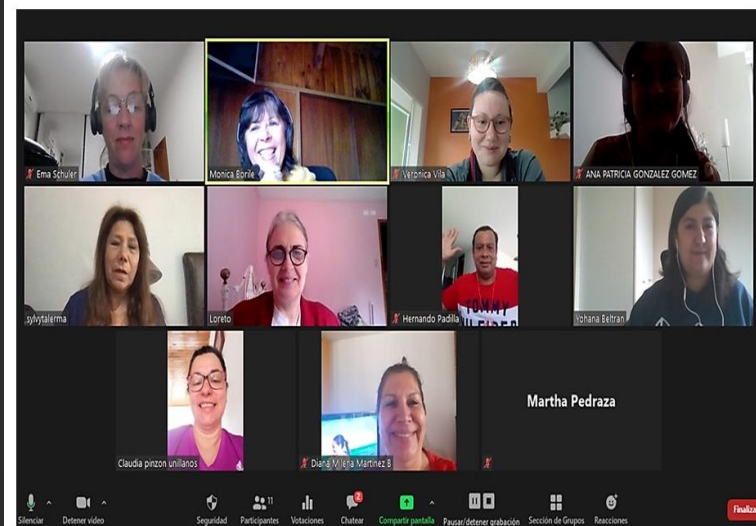 Ema Schuler
Monica Borile
Veronica Vila
ANA PATRICIA GONZALEZ GOMEZ
sylvytalerma
Loreto
Hernando Padilla
Yohana Beltran
TOMMY
Claudia pinzon unillanos
Diana Milena Martinez B
Martha Pedraza
Silenciar
Detener video
Seguridad
Participantes
11
Votaciones
Chatear
2
Compartir pantalla
Pausar/detener grabación
Sección de Grupos
Reacciones
Finaliza